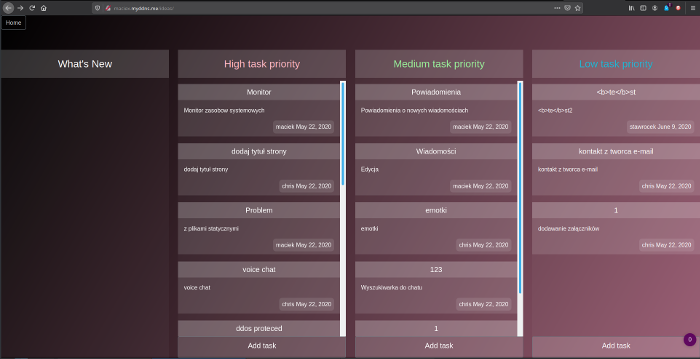 Home
What's New
High task priority
Monitor
Monitor zasobow systemowych
maciek May 22, 2020
dodaj tytuł strony
dodaj tytuł strony
chris May 22, 2020
Problem
z plikami statycznymi
maciek May 22, 2020
voice chat
voice chat
chris May 22, 2020
ddos proteced
Add task
Medium task priority
Powiadomienia
Powiadomienia o nowych wiadomościach
maciek May 22, 2020
Wiadomości
Edycja
maciek May 22, 2020
emotki
emotki
chris May 22, 2020
123
Wyszukiwarka do chatu
chris May 22, 2020
1
Add task
Low task priority
<b>te</b>st
<b>te</b>st2
stawrocek June 9, 2020
kontakt z tworca e-mail
kontakt z tworca e-mail
chris May 22, 2020
1
dodawanie załączników
chris May 22, 2020
Add task
0